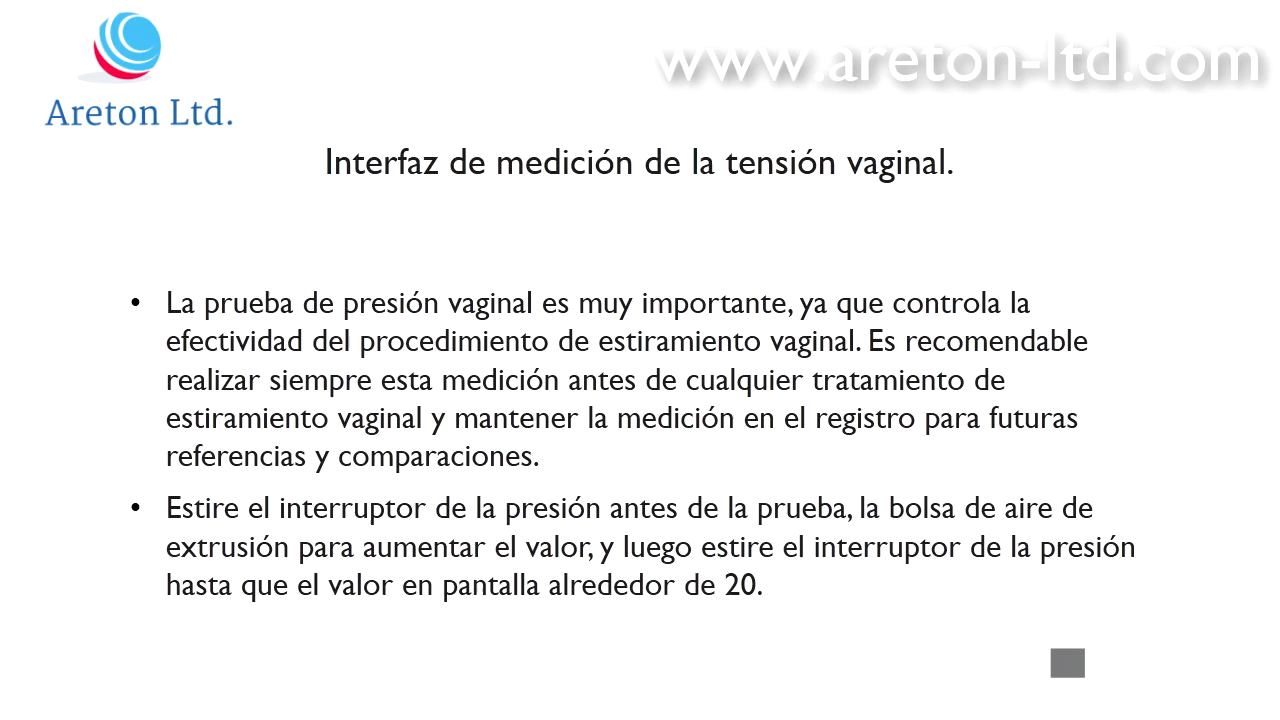 www.areton-ltd.com
Areton Ltd.
Interfaz de medición de la tensión vaginal.
• La prueba de presión vaginal es muy importante, ya que controla la
efectividad del procedimiento de estiramiento vaginal. Es recomendable
realizar siempre esta medición antes de cualquier tratamiento de
estiramiento vaginal y mantener la medición en el registro para futuras
referencias y comparaciones.
• Estire el interruptor de la presión antes de la prueba, la bolsa de aire de
extrusión para aumentar el valor, y luego estire el interruptor de la presión
hasta que el valor en pantalla alrededor de 20.